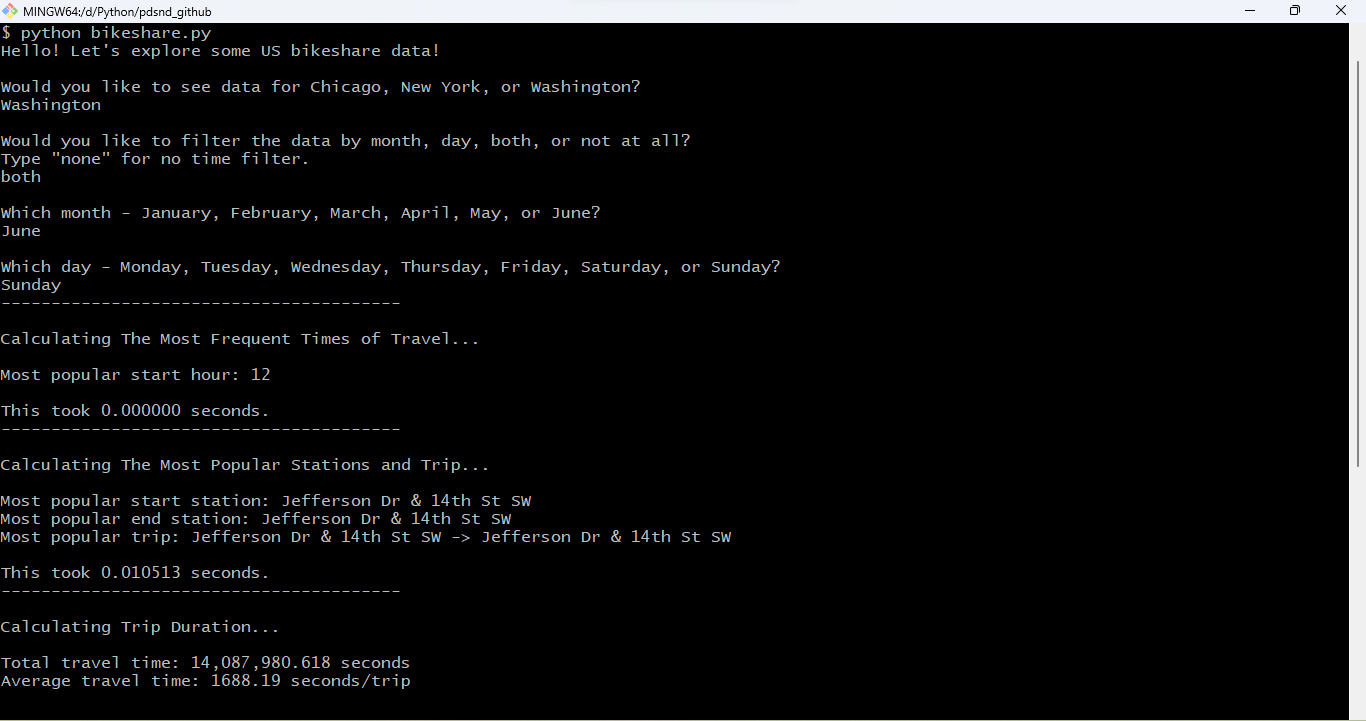 MINGW64:/d/Python/pdsnd_github
$ python bikeshare.py
Hello! Let's explore some US bikeshare data!
Would you like to see data for Chicago, New York, or Washington?
Washington
Would you like to filter the data by month, day, both, or not at all?
Type "none" for no time filter.
both
Which month - January, February, March, April, May, or June?
June
Which day - Monday, Tuesday, Wednesday, Thursday, Friday, Saturday, or Sunday?
Sunday
----------------------------------------
Calculating The Most Frequent Times of Travel...
Most popular start hour: 12
This took 0.000000 seconds.
----------------------------------------
Calculating The Most Popular Stations and Trip...
Most popular start station: Jefferson Dr & 14th St SW
Most popular end station: Jefferson Dr & 14th St SW
Most popular trip: Jefferson Dr & 14th St SW -> Jefferson Dr & 14th St SW
This took 0.010513 seconds.
----------------------------------------
Calculating Trip Duration...
Total travel time: 14,087,980.618 seconds
Average travel time: 1688.19 seconds/trip